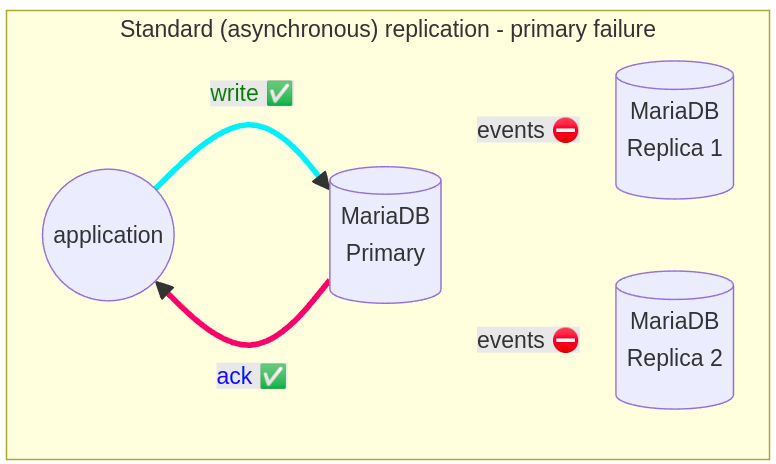 Standard (asynchronous) replication - primary failure
write ✅
application
MariaDB
Primary
ack ✅
events ⛔
MariaDB
Replica 1
events ⛔
MariaDB
Replica 2